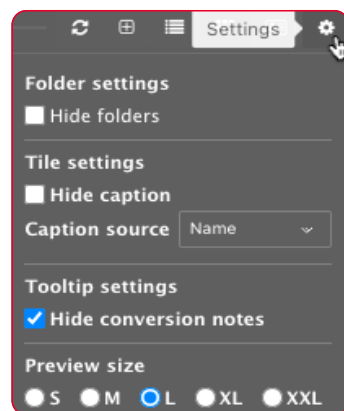 Settings
Folder settings
Hide folders
Tile settings
Hide caption
Caption source Name
Tooltip settings
Hide conversion notes
Preview size
S M L XL XXL